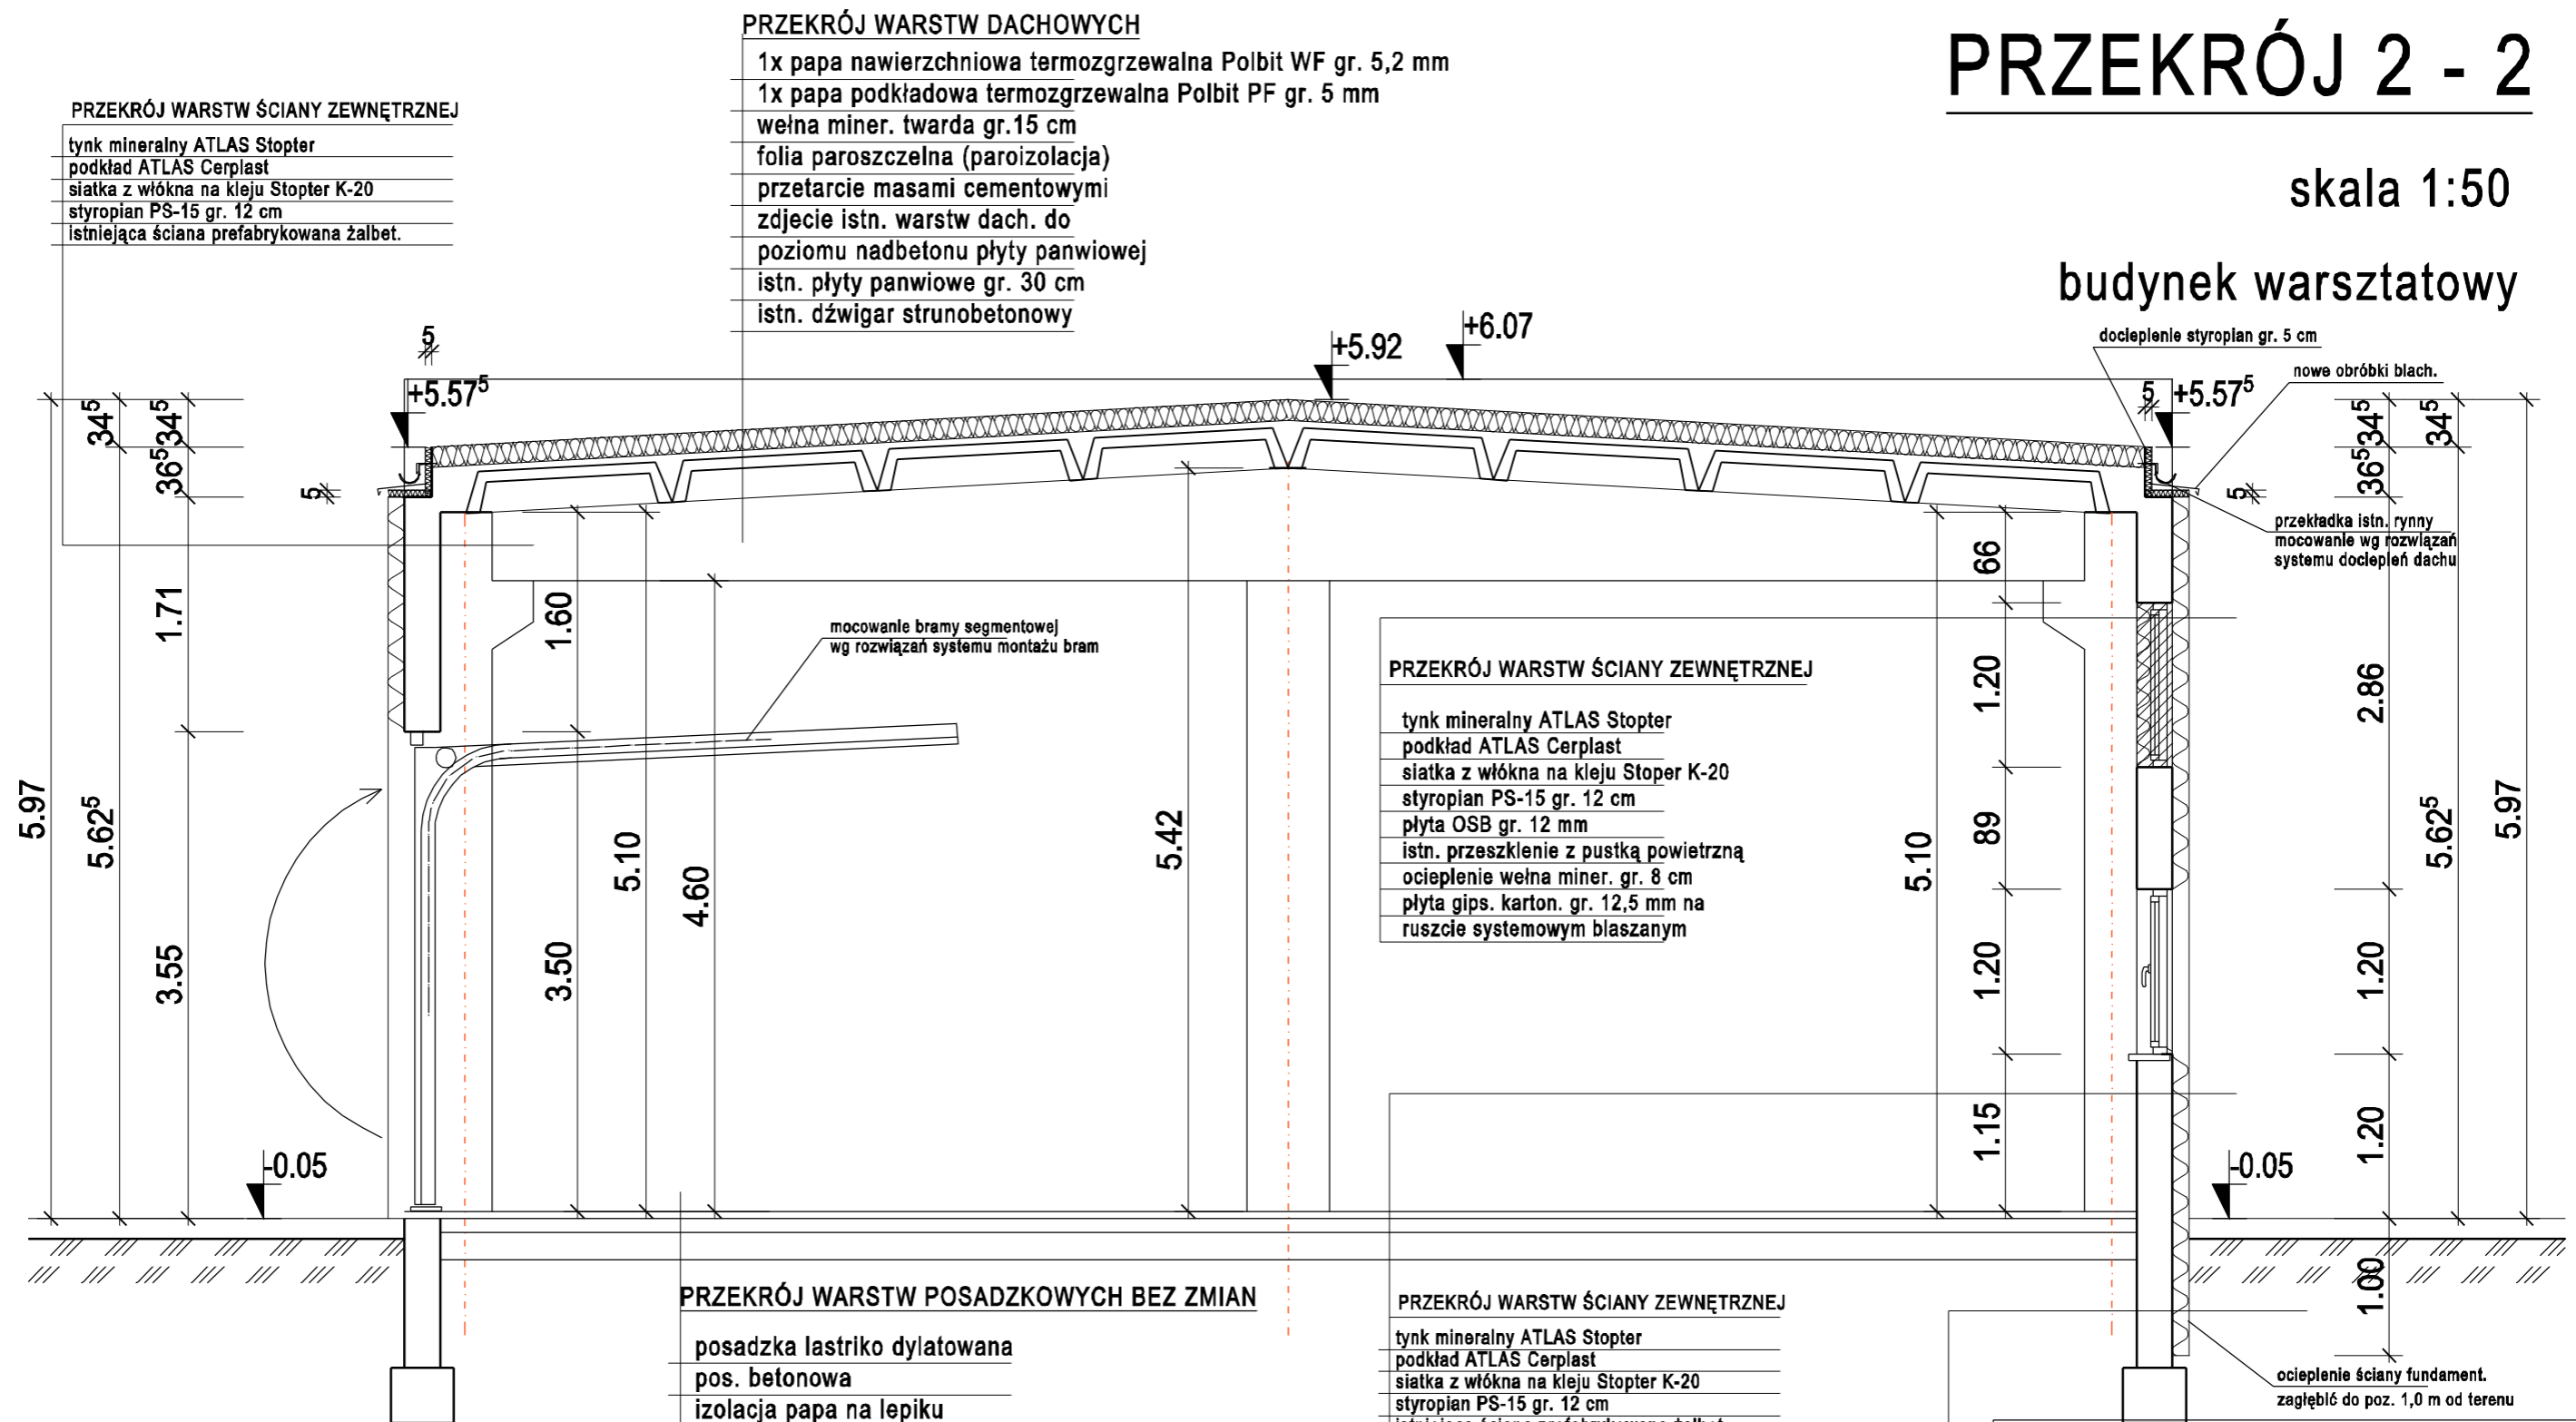 PRZEKRÓJ 2 - 2
skala 1:50
budynek warsztatowy
PRZEKRÓJ WARSTW DACHOWYCH
1x papa nawierzchniowa termozgrzewalna Polbit WF gr. 5,2 mm
1x papa podkładowa termozgrzewalna Polbit PF gr. 5 mm
wełna miner. twarda gr.15 cm
folia paroszczelna (paroizolacja)
przetarcie masami cementowymi
zdjecie istn. warstw dach. do
poziomu nadbetonu płyty panwiowej
istn. płyty panwiowe gr. 30 cm
istn. dźwigar strunobetonowy
PRZEKRÓJ WARSTW ŚCIANY ZEWNĘTRZNEJ
tynk mineralny ATLAS Stopter
podkład ATLAS Cerplast
siatka z włókna na kleju Stopter K-20
styropian PS-15 gr. 12 cm
istniejąca ściana prefabrykowana żalbet.
5
+5.57⁵
+5.92
+6.07
docieplenie styropian gr. 5 cm
nowe obróbki blach.
5
+5.57⁵
34⁵
34⁵
36⁵
5
1.71
5.97
5.62⁵
3.55
-0.05
1.60
3.50
5.10
4.60
5.42
mocowanie bramy segmentowej
wg rozwiązań systemu montażu bram
PRZEKRÓJ WARSTW ŚCIANY ZEWNĘTRZNEJ
tynk mineralny ATLAS Stopter
podkład ATLAS Cerplast
siatka z włókna na kleju Stoper K-20
styropian PS-15 gr. 12 cm
płyta OSB gr. 12 mm
istn. przeszklenie z pustką powietrzną
ocieplenie wełna miner. gr. 8 cm
płyta gips. karton. gr. 12,5 mm na
ruszcie systemowym blaszanym
5.10
66
1.20
89
1.20
1.15
5
34⁵
34⁵
36⁵
przekładka istn. rynny
mocowanie wg rozwiązań
systemu dociepleń dachu
2.86
1.20
1.20
1.00
5.62⁵
5.97
-0.05
PRZEKRÓJ WARSTW POSADZKOWYCH BEZ ZMIAN
posadzka lastriko dylatowana
pos. betonowa
izolacja papa na lepiku
PRZEKRÓJ WARSTW ŚCIANY ZEWNĘTRZNEJ
tynk mineralny ATLAS Stopter
podkład ATLAS Cerplast
siatka z włókna na kleju Stopter K-20
styropian PS-15 gr. 12 cm
ocieplenie ściany fundament.
zagłębić do poz. 1,0 m od terenu